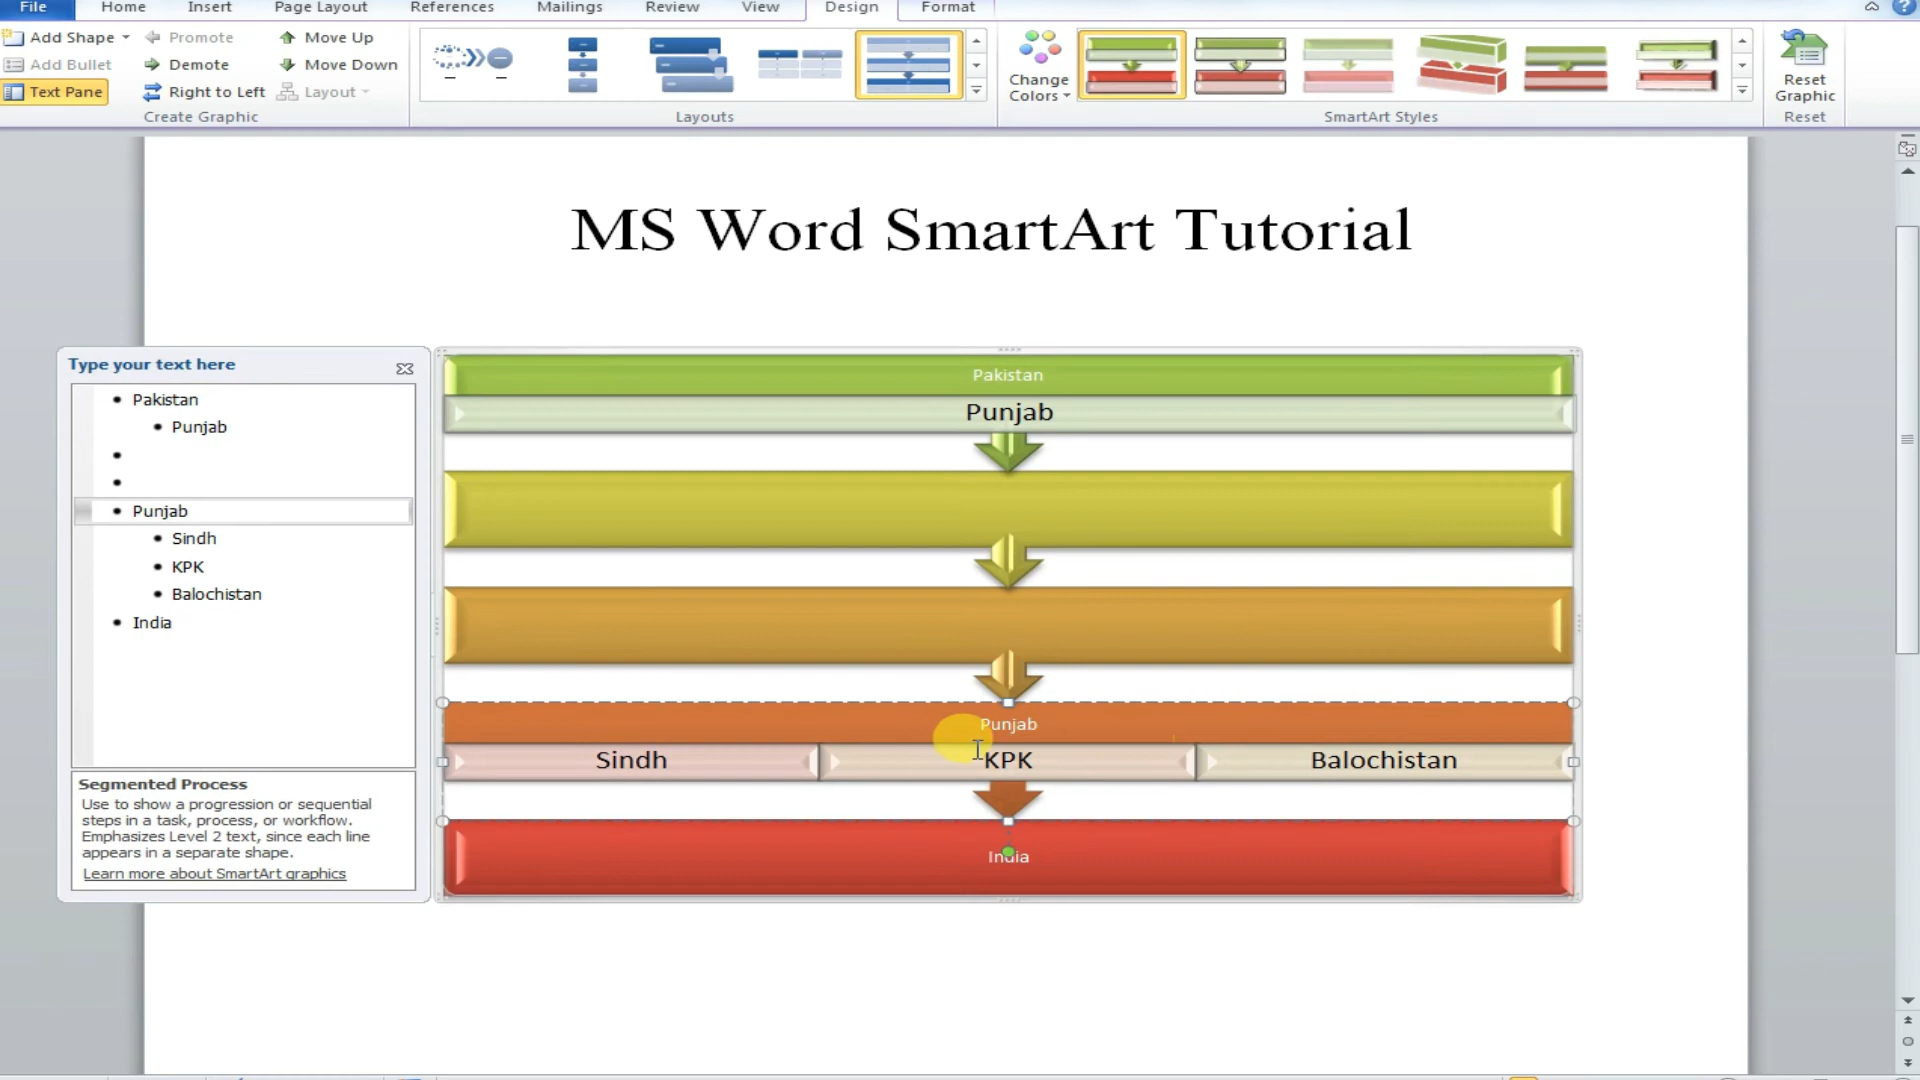 File Home Insert Page Layout References Mailings Review View Design Format
Add Shape Promote Move Up
Add Bullet Demote Move Down
Text Pane Right to Left Layout
Create Graphic
Layouts
Change
Colors
SmartArt Styles
Reset
Graphic
Reset
MS Word SmartArt Tutorial
Type your text here
Pakistan
Punjab
Punjab
Sindh
KPK
Balochistan
India
Segmented Process
Use to show a progression or sequential
steps in a task, process, or workflow.
Emphasizes Level 2 text, since each line
appears in a separate shape.
Learn more about SmartArt graphics
Pakistan
Punjab
Punjab
Sindh KPK Balochistan
India